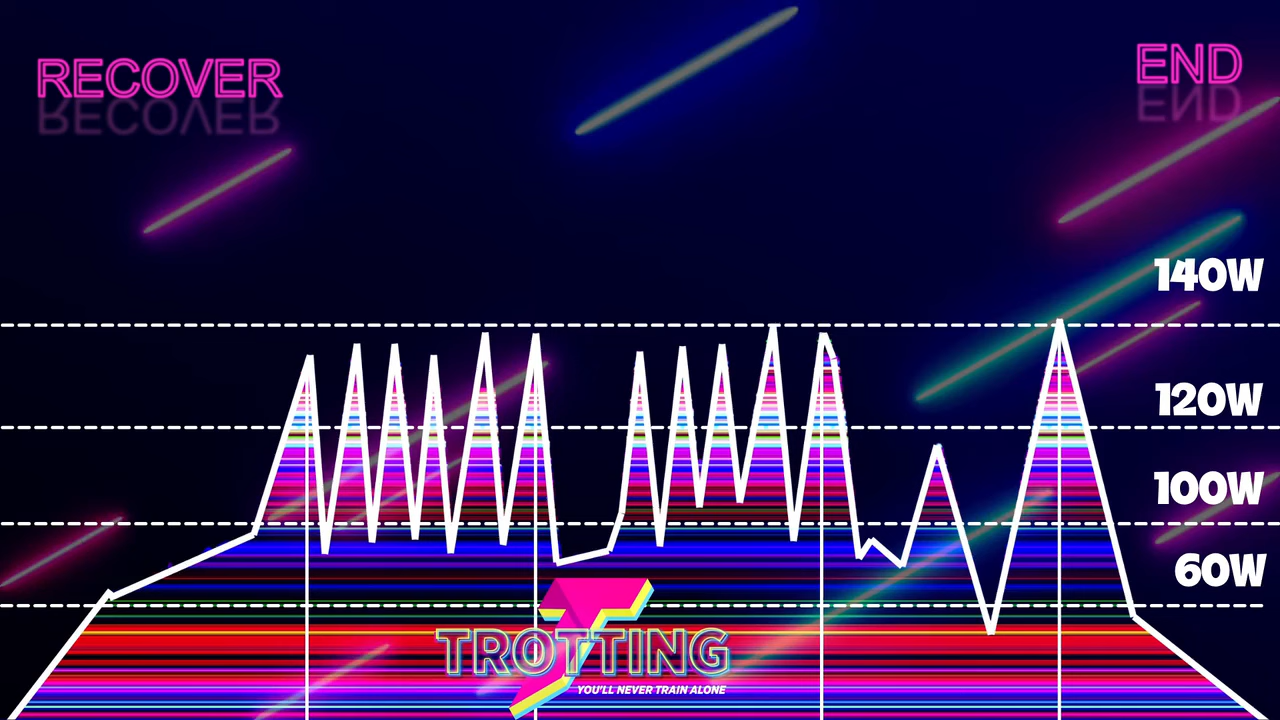 RECOVER
END
140W
120W
100W
60W
TROTTING
YOU'LL NEVER TRAIN ALONE